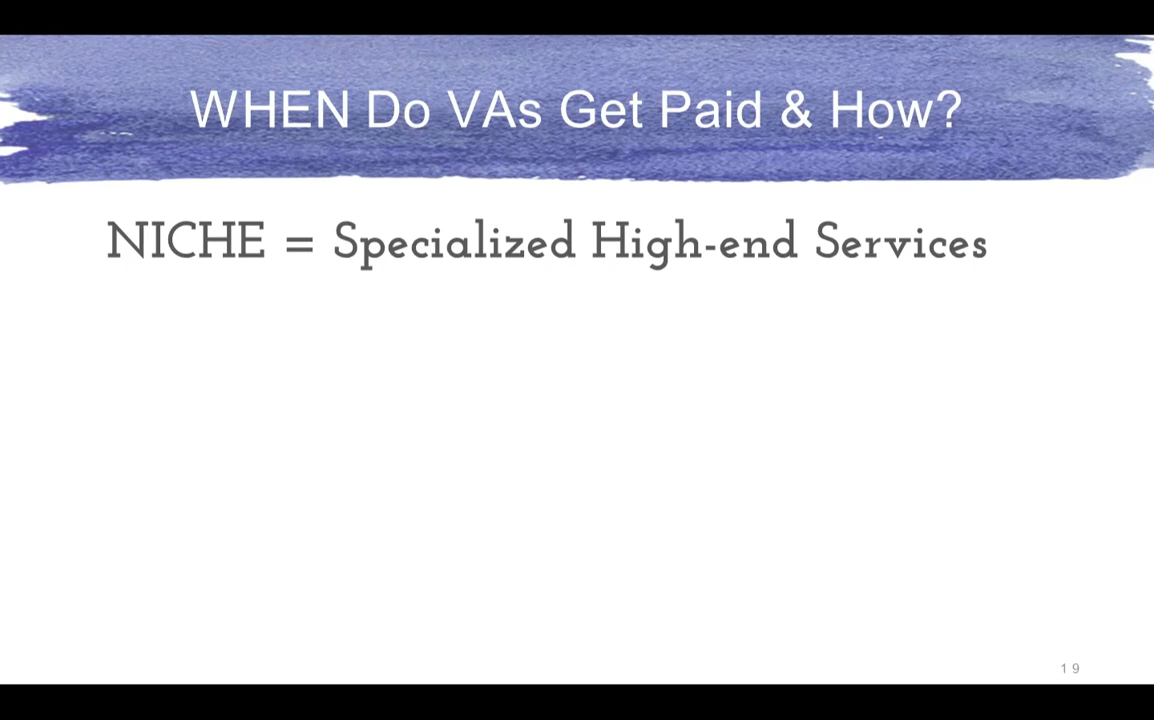 WHEN Do VAs Get Paid & How?
NICHE = Specialized High-end Services
19